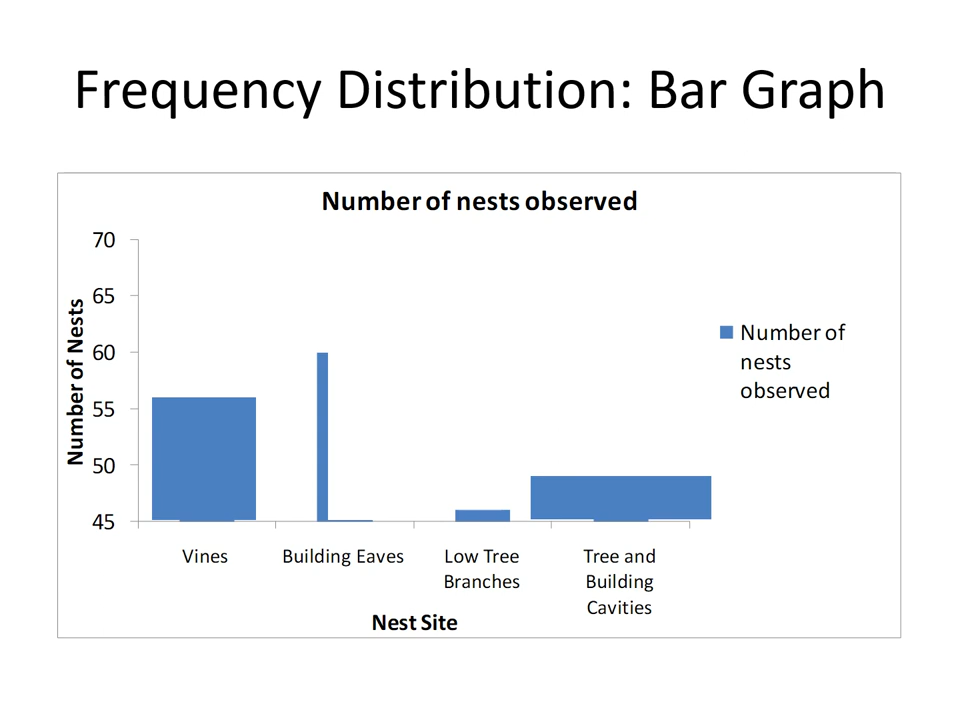 Frequency Distribution: Bar Graph
Number of nests observed
70
65
60
55
50
45
Number of Nests
Number of
nests
observed
Vines
Building Eaves
Low Tree
Branches
Tree and
Building
Cavities
Nest Site